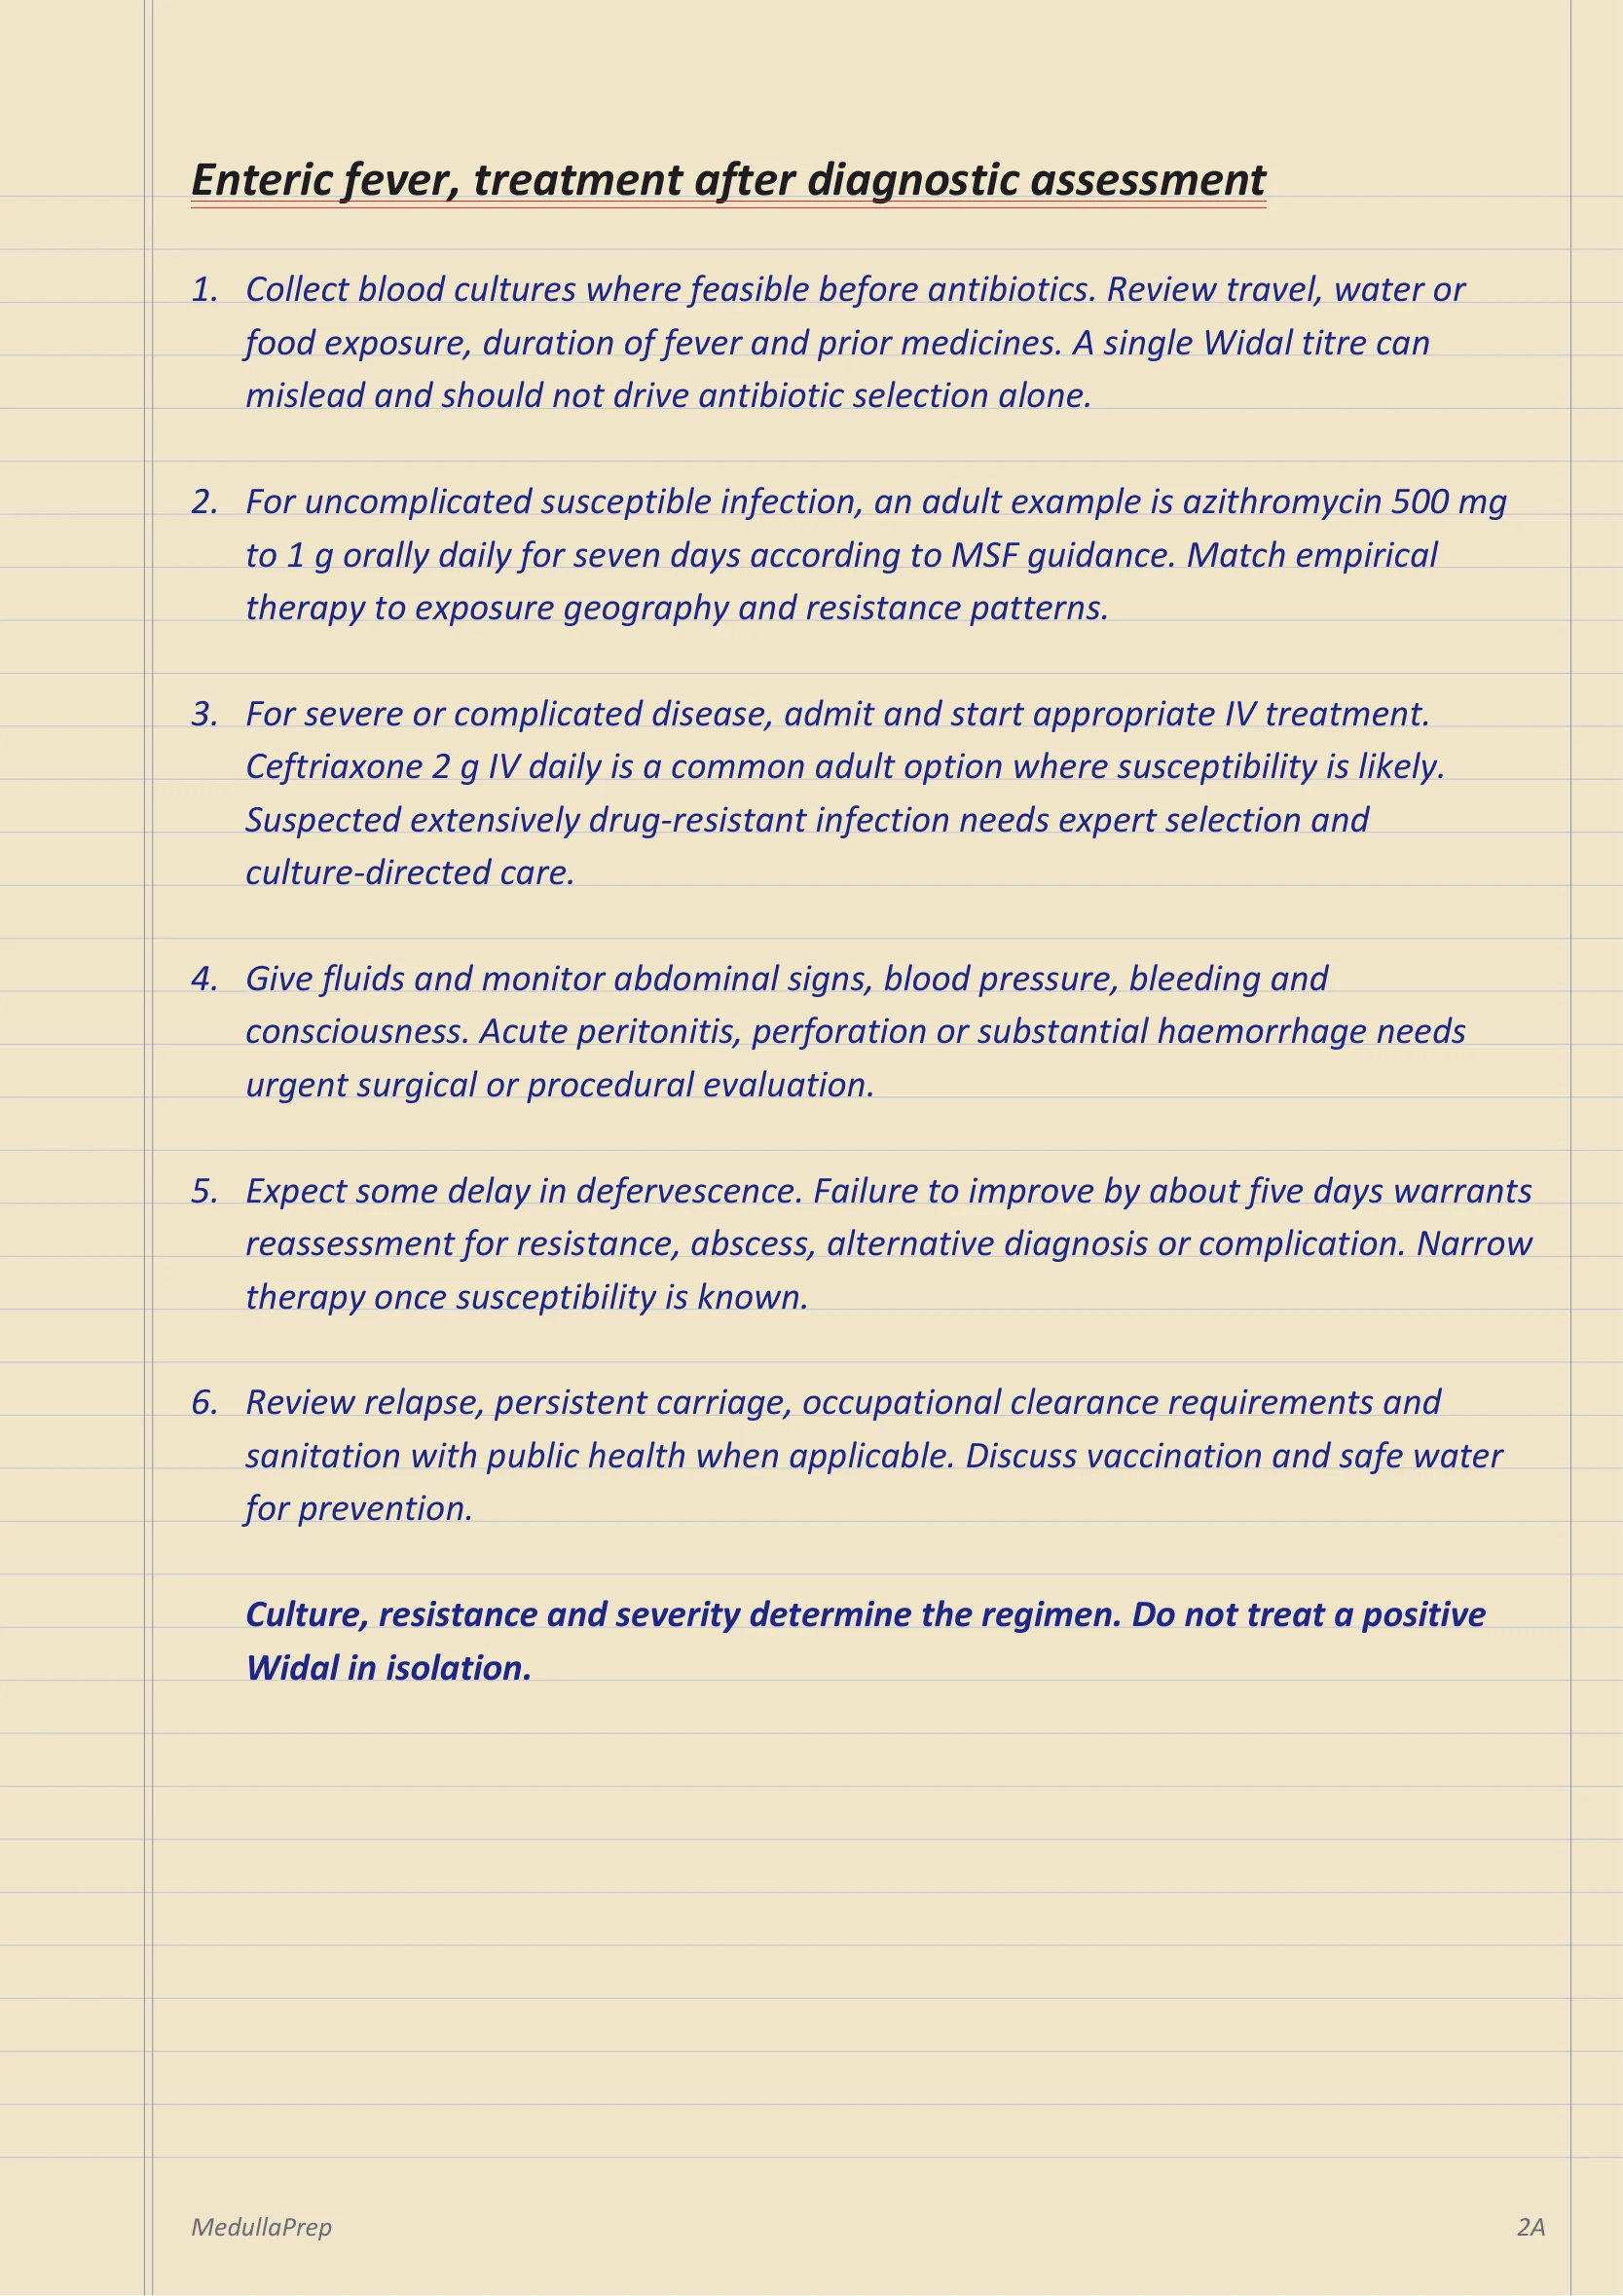 Enteric fever, treatment after diagnostic assessment
1. Collect blood cultures where feasible before antibiotics. Review travel, water or
food exposure, duration of fever and prior medicines. A single Widal titre can
mislead and should not drive antibiotic selection alone.
2. For uncomplicated susceptible infection, an adult example is azithromycin 500 mg
to 1 g orally daily for seven days according to MSF guidance. Match empirical
therapy to exposure geography and resistance patterns.
3. For severe or complicated disease, admit and start appropriate IV treatment.
Ceftriaxone 2 g IV daily is a common adult option where susceptibility is likely.
Suspected extensively drug-resistant infection needs expert selection and
culture-directed care.
4. Give fluids and monitor abdominal signs, blood pressure, bleeding and
consciousness. Acute peritonitis, perforation or substantial haemorrhage needs
urgent surgical or procedural evaluation.
5. Expect some delay in defervescence. Failure to improve by about five days warrants
reassessment for resistance, abscess, alternative diagnosis or complication. Narrow
therapy once susceptibility is known.
6. Review relapse, persistent carriage, occupational clearance requirements and
sanitation with public health when applicable. Discuss vaccination and safe water
for prevention.
Culture, resistance and severity determine the regimen. Do not treat a positive
Widal in isolation.
MedullaPrep
2A